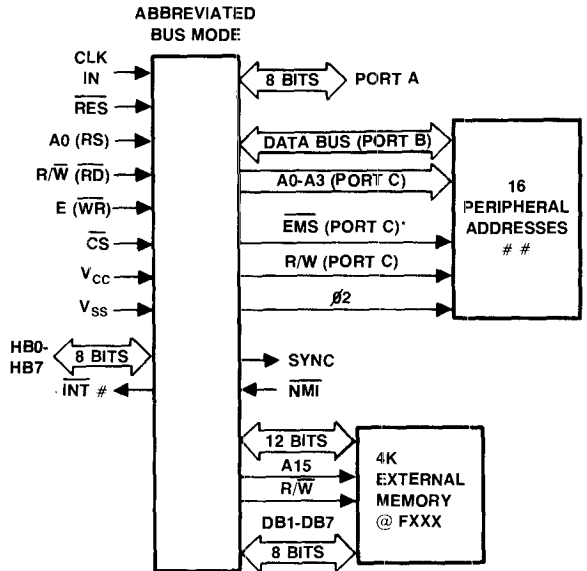 ABBREVIATED
BUS MODE
CLK
IN
RES
A0 (RS)
R/W (RD)
E (WR)
CS
VCC
VSS
HB0-
HB7
8 BITS
INT #
8 BITS
PORT A
DATA BUS (PORT B)
A0-A3 (PORT C)
EMS (PORT C)*
R/W (PORT C)
Ø2
16
PERIPHERAL
ADDRESSES
# #
SYNC
NMI
12 BITS
A15
R/W
DB1-DB7
8 BITS
4K
EXTERNAL
MEMORY
@ FXXX